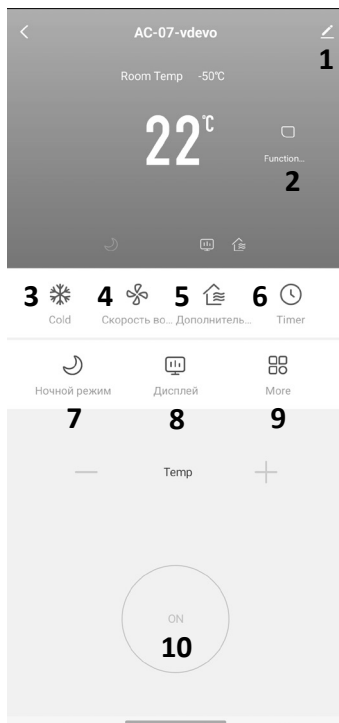 AC-07-vdevo
1
Room Temp -50℃
22℃
Function...
2
3 4 5 6
Cold Скорость во... Дополнитель... Timer
Ночной режим Дисплей More
7 8 9
Temp
ON
10